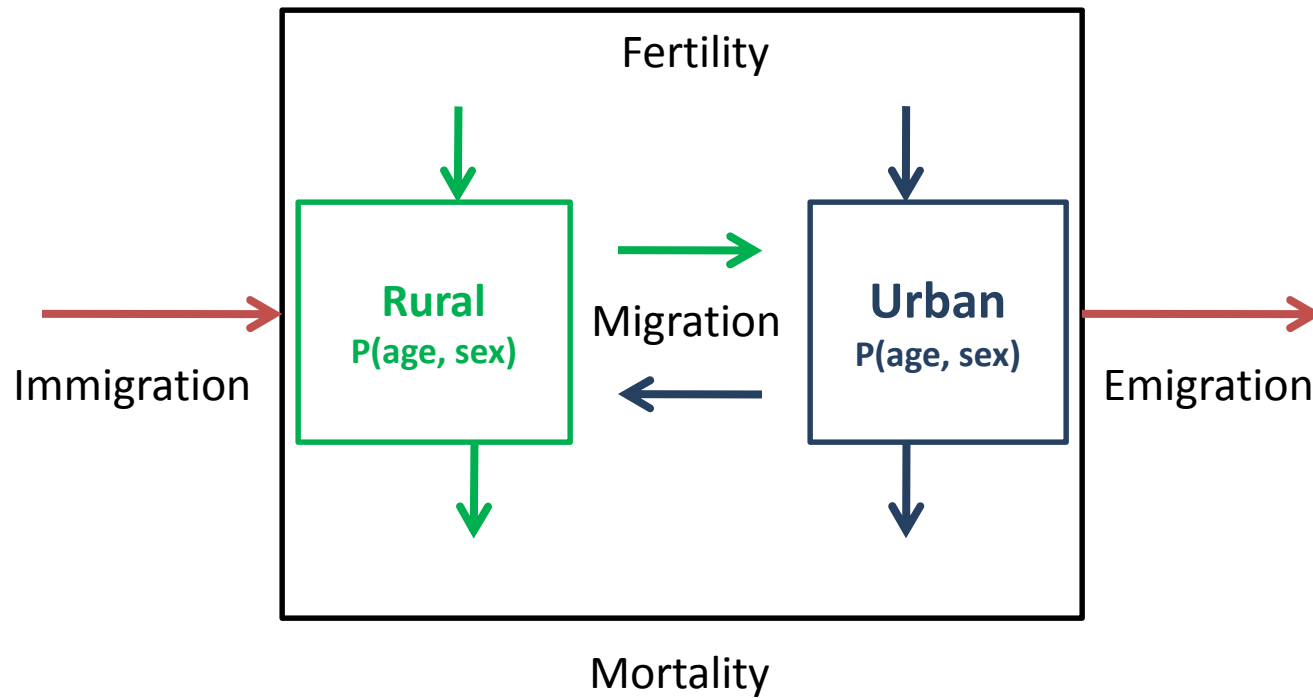 Fertility
Rural
P(age, sex)
Migration
Urban
P(age, sex)
Immigration
Emigration
Mortality